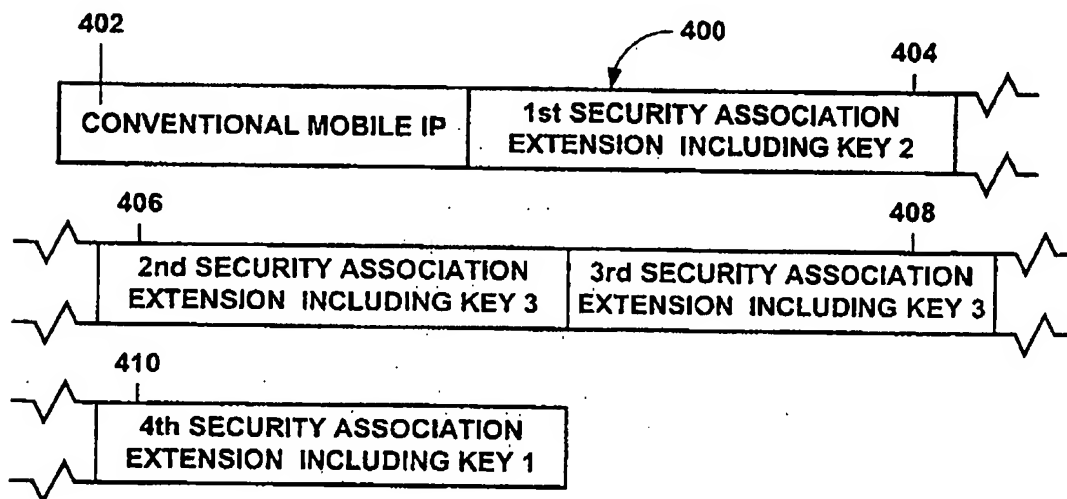 402
400
404
CONVENTIONAL MOBILE IP
1st SECURITY ASSOCIATION
EXTENSION INCLUDING KEY 2
406
408
2nd SECURITY ASSOCIATION
EXTENSION INCLUDING KEY 3
3rd SECURITY ASSOCIATION
EXTENSION INCLUDING KEY 3
410
4th SECURITY ASSOCIATION
EXTENSION INCLUDING KEY 1